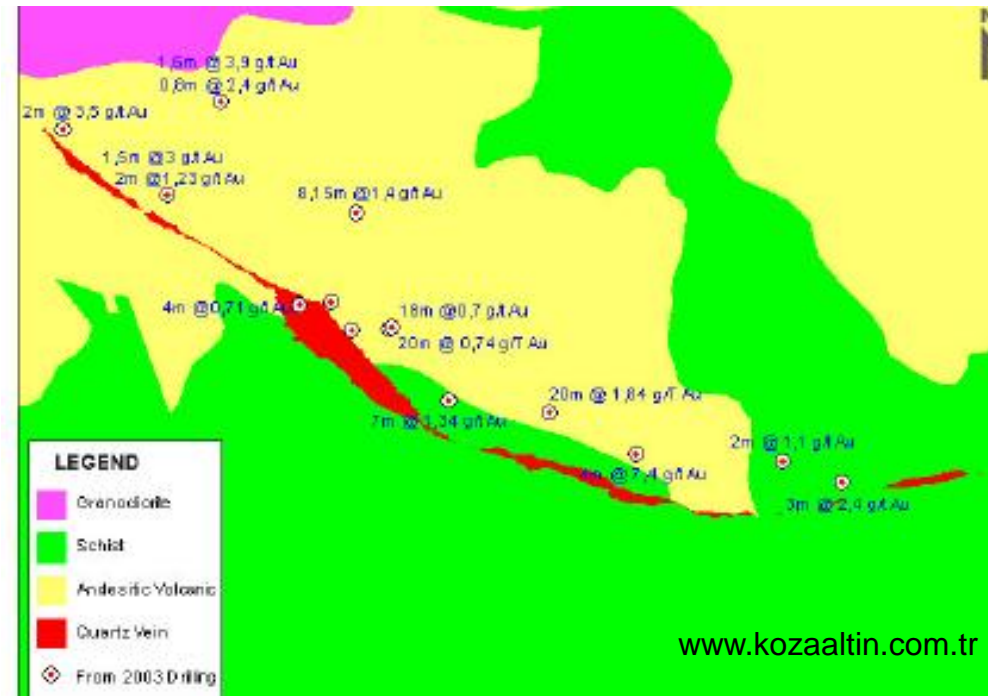 N
1,6m @ 3,9 g/t Au
0,8m @ 2,4 g/t Au
2m @ 3,5 g/t Au
1,5m @3 g/t Au
2m @1,23 g/t Au
8,15m @1,4 g/t Au
4m @0,71 g/t Au
18m @0,7 g/t Au
20m @ 0,74 g/T Au
20m @ 1,84 g/T Au
7m @ 1,34 g/t Au
2m @ 1,1 g/t Au
@ 7,4 g/t Au
3m @ 2,4 g/t Au
LEGEND
Granodiorite
Schist
Andesitic Volcanic
Quartz Vein
From 2003 Drilling
www.kozaaltin.com.tr